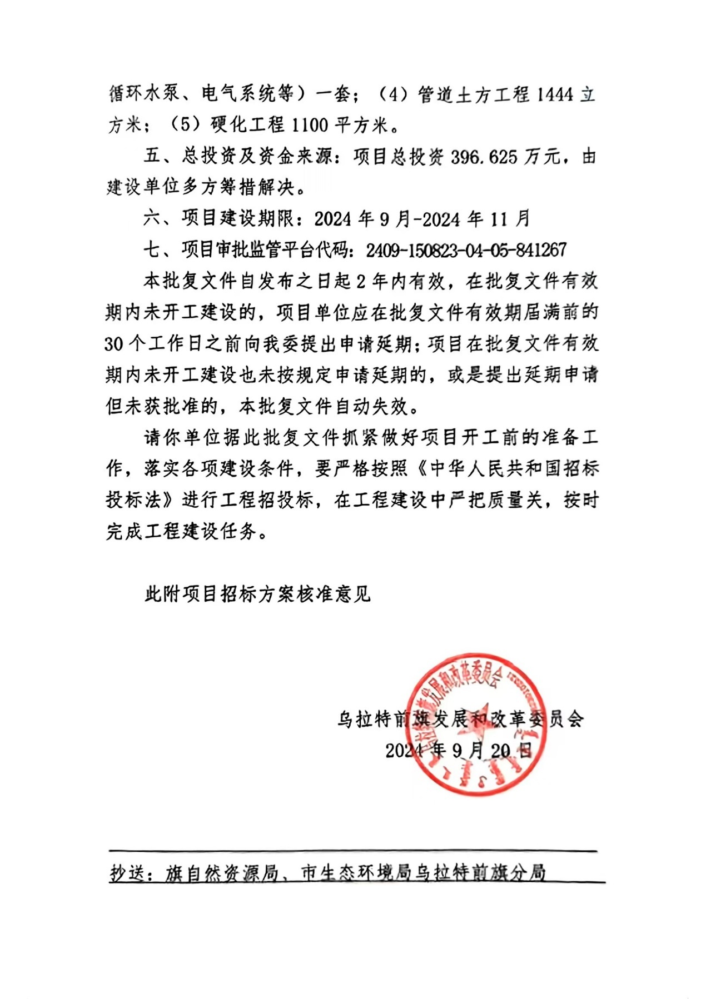 循环水泵、电气系统等）一套；（4）管道土方工程 1444 立
方米；（5）硬化工程 1100 平方米。
五、总投资及资金来源：项目总投资 396.625 万元，由
建设单位多方筹措解决。
六、项目建设期限：2024 年 9 月-2024 年 11 月
七、项目审批监管平台代码：2409-150823-04-05-841267
本批复文件自发布之日起 2 年内有效，在批复文件有效
期内未开工建设的，项目单位应在批复文件有效期届满前的
30 个工作日之前向我委提出申请延期；项目在批复文件有效
期内未开工建设也未按规定申请延期的，或是提出延期申请
但未获批准的，本批复文件自动失效。
请你单位据此批复文件抓紧做好项目开工前的准备工
作，落实各项建设条件，要严格按照《中华人民共和国招标
投标法》进行工程招投标，在工程建设中严把质量关，按时
完成工程建设任务。
此附项目招标方案核准意见
乌拉特前旗发展和改革委员会
2024 年 9 月 20 日
抄送：旗自然资源局、市生态环境局乌拉特前旗分局